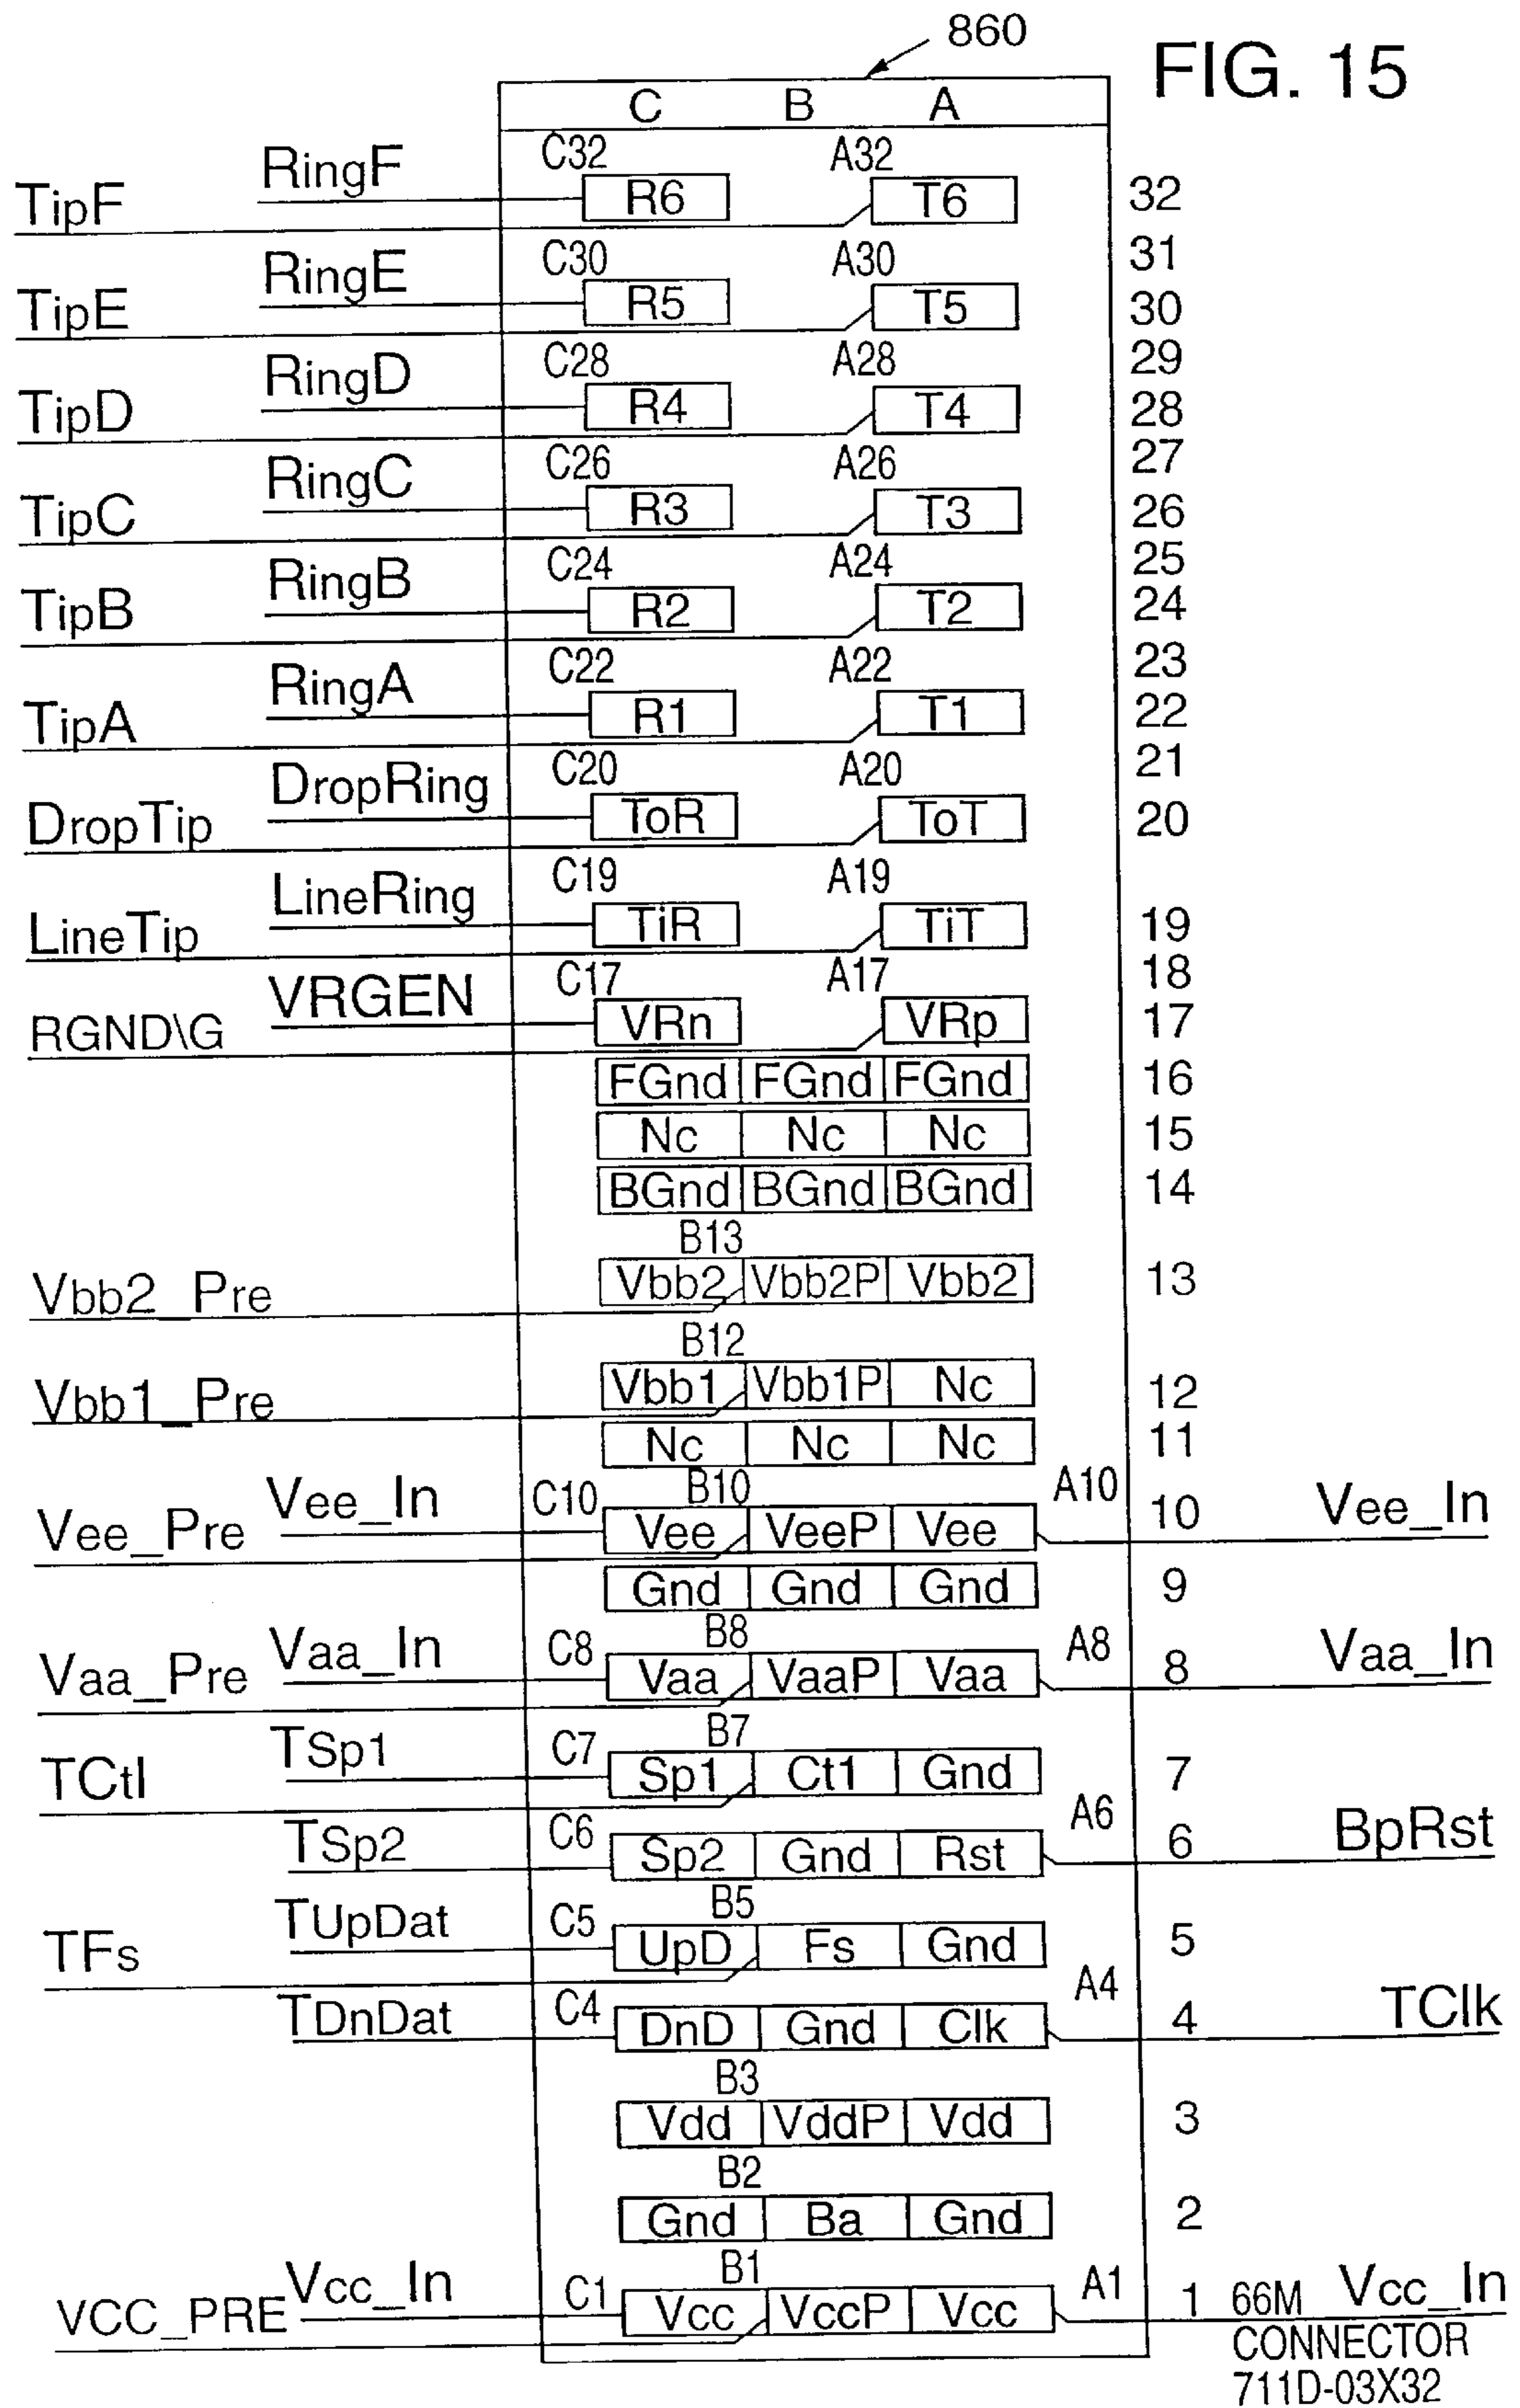 860
FIG. 15
C B A
C32 A32
RingF
TipF R6 T6 32
31
C30 A30
RingE
TipE R5 T5 30
29
C28 A28
RingD
TipD R4 T4 28
27
C26 A26
RingC
TipC R3 T3 26
25
C24 A24
RingB
TipB R2 T2 24
23
C22 A22
RingA
TipA R1 T1 22
21
C20 A20
DropRing
DropTip ToR ToT 20
C19 A19
LineRing
LineTip TiR TiT 19
18
C17 A17
VRGEN
RGND\G VRn VRp 17
FGnd FGnd FGnd 16
Nc Nc Nc 15
BGnd BGnd BGnd 14
B13
Vbb2_Pre Vbb2 Vbb2P Vbb2 13
B12
Vbb1_Pre Vbb1 Vbb1P Nc 12
Nc Nc Nc 11
Vee_In C10 B10 A10
Vee_Pre Vee VeeP Vee 10 Vee_In
Gnd Gnd Gnd 9
Vaa_In C8 B8 A8
Vaa_Pre Vaa VaaP Vaa 8 Vaa_In
TSp1 C7 B7
TCtl Sp1 Ct1 Gnd 7
TSp2 C6 A6
Sp2 Gnd Rst 6 BpRst
TUpDat C5 B5
TFs UpD Fs Gnd 5
TDnDat C4 A4
DnD Gnd Clk 4 TClk
B3
Vdd VddP Vdd 3
B2
Gnd Ba Gnd 2
Vcc_In C1 B1 A1
VCC_PRE Vcc VccP Vcc 1 66M Vcc_In
CONNECTOR
711D-03X32